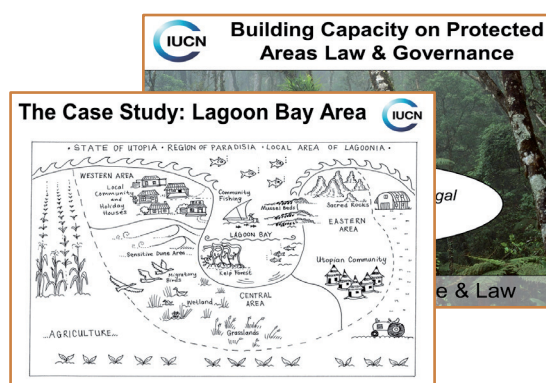 IUCN
Building Capacity on Protected
Areas Law & Governance
The Case Study: Lagoon Bay Area
IUCN
• STATE OF UTOPIA • REGION OF PARADISIA • LOCAL AREA OF LAGOONIA •
WESTERN AREA
Local
Community
and
Holiday
Houses
Community
Fishing
Mussel Beds
Sacred Rocks
EASTERN
AREA
LAGOON BAY
...Sensitive Dune Area...
Kelp Forest
Utopian Community
Migratory
Birds
Wetland
CENTRAL
AREA
Grasslands
...AGRICULTURE...
gal
e & Law